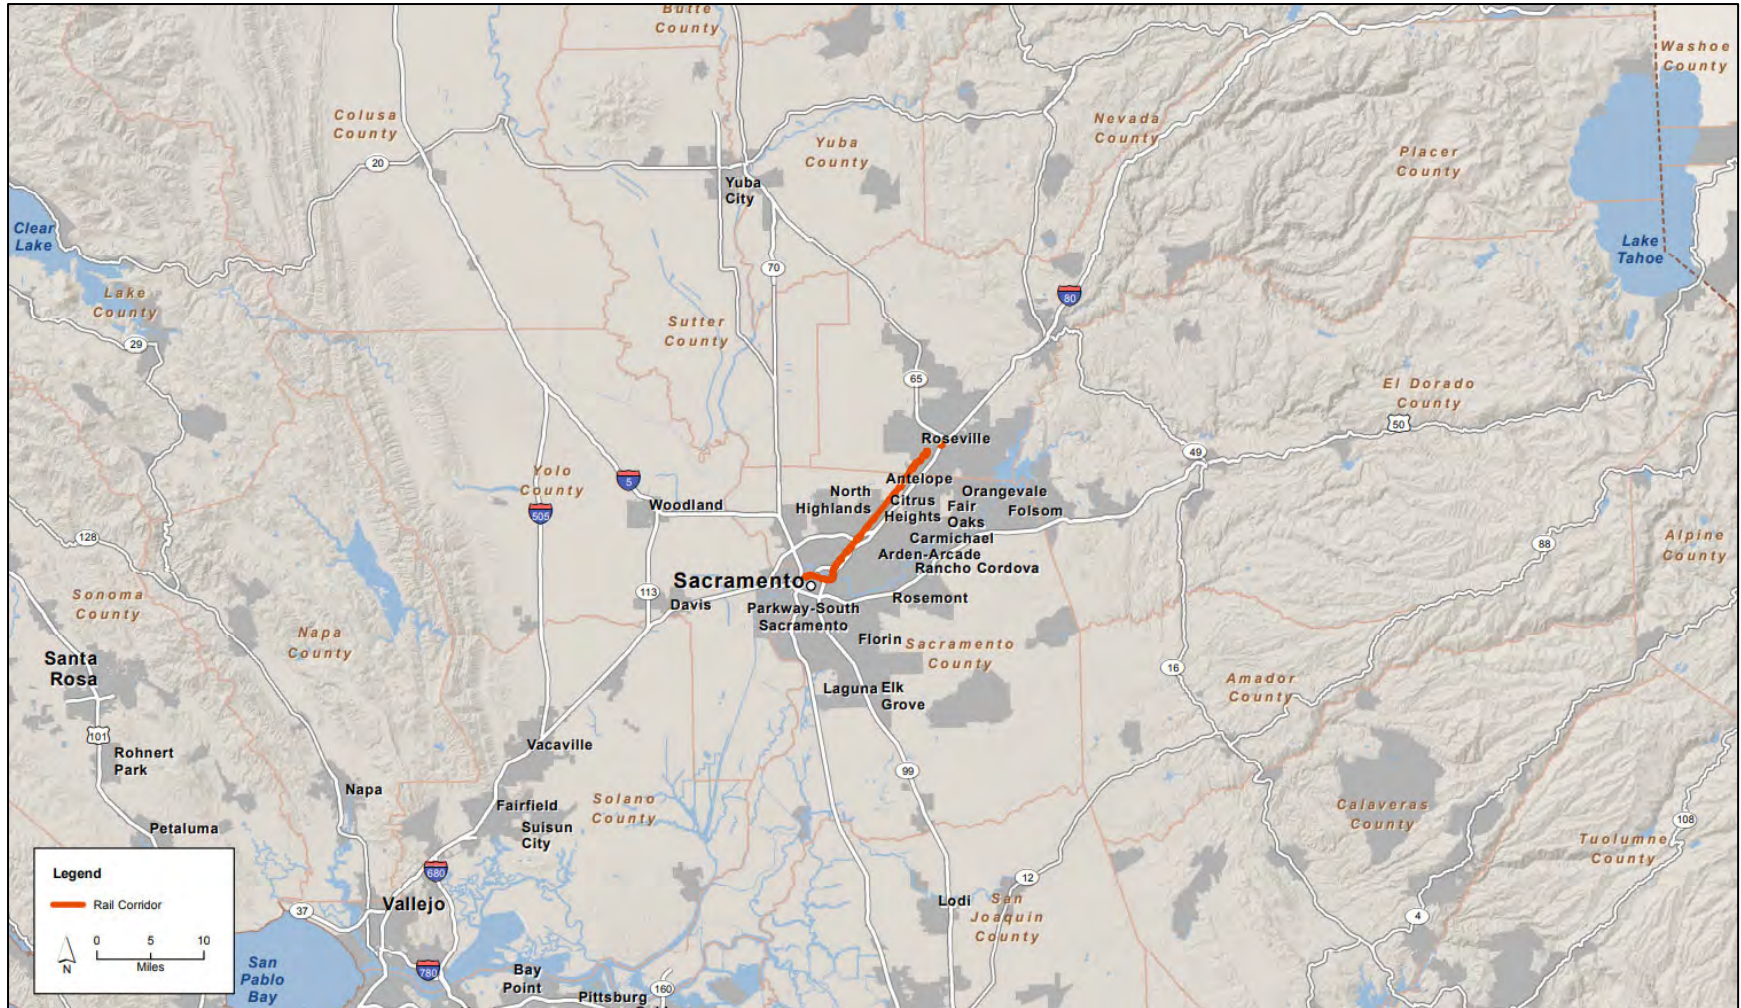 Butte
County
Washoe
County
Colusa
County
20
Yuba
County
Nevada
County
Placer
County
Yuba
City
Clear
Lake
Lake
Tahoe
70
80
Lake
County
Sutter
County
29
65
El Dorado
County
50
Roseville
49
Yolo
County
5
Antelope
North
Highlands
Citrus
Heights
Orangevale
Fair
Oaks
Folsom
Woodland
505
128
Carmichael
88
Alpine
County
Arden-Arcade
Rancho Cordova
Sacramento
113
Davis
Rosemont
Sonoma
County
Parkway-South
Sacramento
Napa
County
Florin
Sacramento
County
Santa
Rosa
16
Amador
County
Laguna
Elk
Grove
101
Rohnert
Park
Vacaville
99
Napa
Fairfield
Solano
County
Calaveras
County
Petaluma
Suisun
City
108
Tuolumne
County
Legend
Rail Corridor
0 5 10
Miles
N
680
12
Vallejo
37
Lodi
San
Joaquin
County
4
San
Pablo
Bay
780
Bay
Point
160
Pittsburg